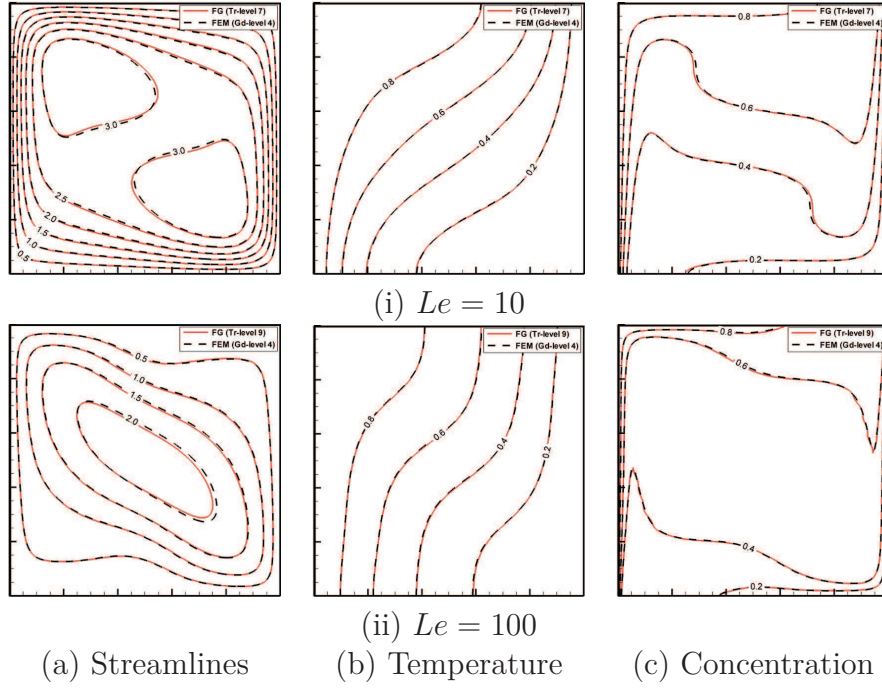 FG (Tr-level 7)
FEM (Gd-level 4)
3.0
3.0
2.5
2.0
1.5
1.0
0.5
FG (Tr-level 7)
FEM (Gd-level 4)
0.8
0.6
0.4
0.2
FG (Tr-level 7)
FEM (Gd-level 4)
0.8
0.6
0.4
0.2
(i) Le = 10
FG (Tr-level 9)
FEM (Gd-level 4)
0.5
1.0
1.5
2.0
FG (Tr-level 9)
FEM (Gd-level 4)
0.8
0.6
0.4
0.2
FG (Tr-level 9)
FEM (Gd-level 4)
0.8
0.6
0.4
0.2
(ii) Le = 100
(a) Streamlines (b) Temperature (c) Concentration